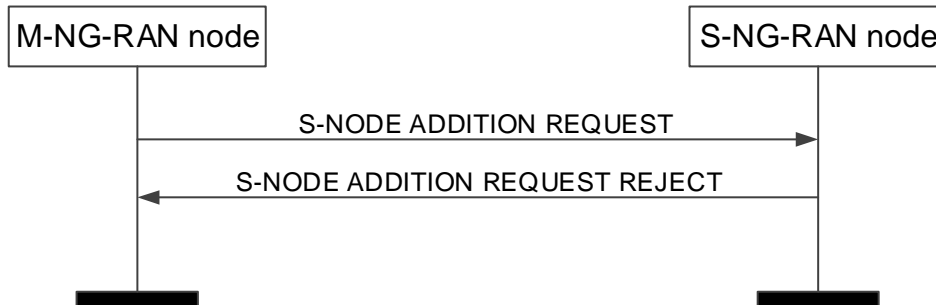 M-NG-RAN node
S-NG-RAN node
S-NODE ADDITION REQUEST
S-NODE ADDITION REQUEST REJECT